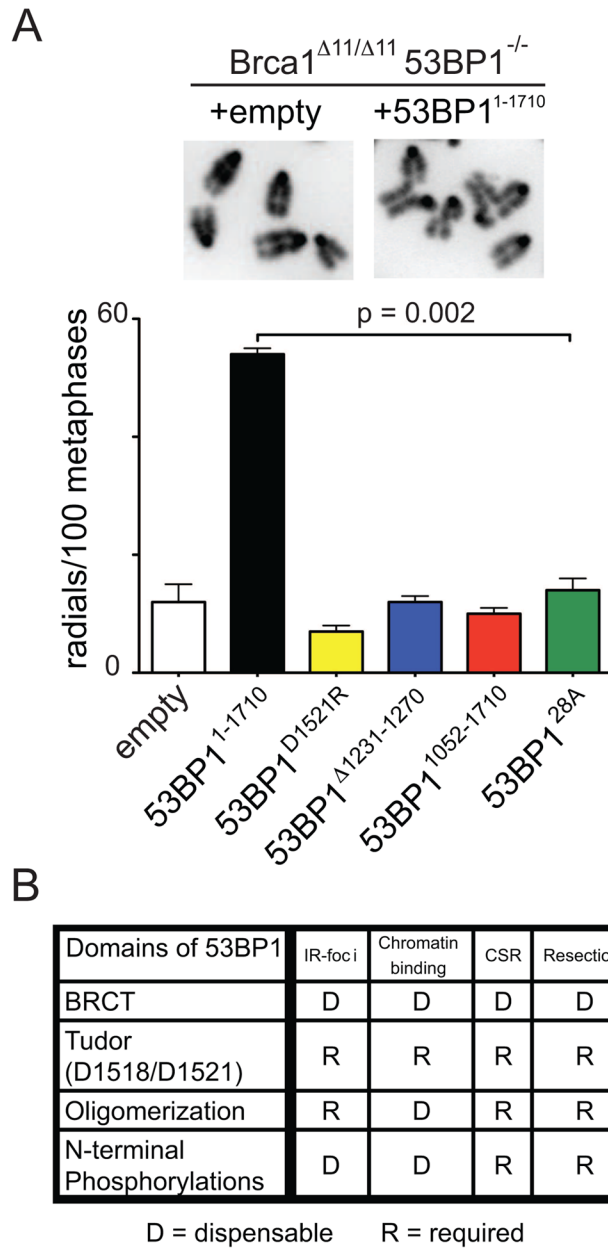 A
Brca1Δ11/Δ11 53BP1-/-
+empty +53BP11-1710
p = 0.002
radials/100 metaphases
60
0
empty
53BP11-1710
53BP1D1521R
53BP1Δ1231-1270
53BP11052-1710
53BP128A
B
Domains of 53BP1 IR-foci Chromatin binding CSR Resectio
BRCT D D D D
Tudor
(D1518/D1521) R R R R
Oligomerization R D R R
N-terminal
Phosphorylations D D R R
D = dispensable R = required